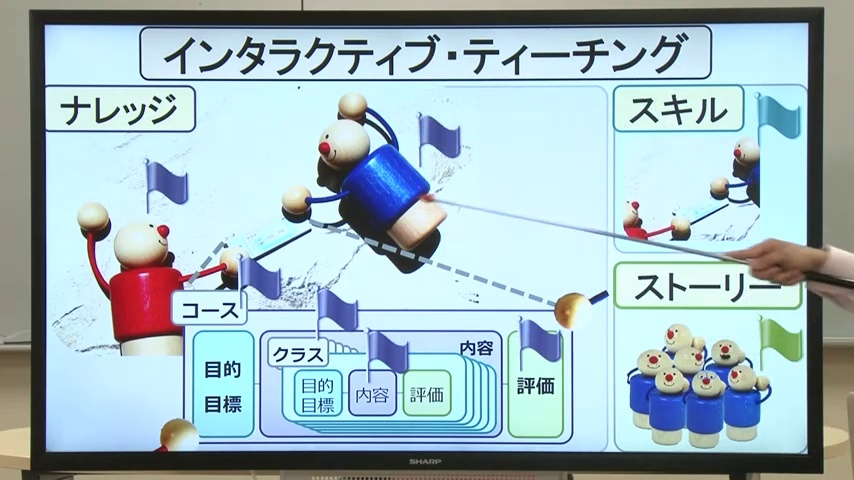 インタラクティブ・ティーチング
ナレッジ
スキル
ストーリー
コース
目的
目標
クラス
内容
目的
目標
内容
評価
評価
SHARP